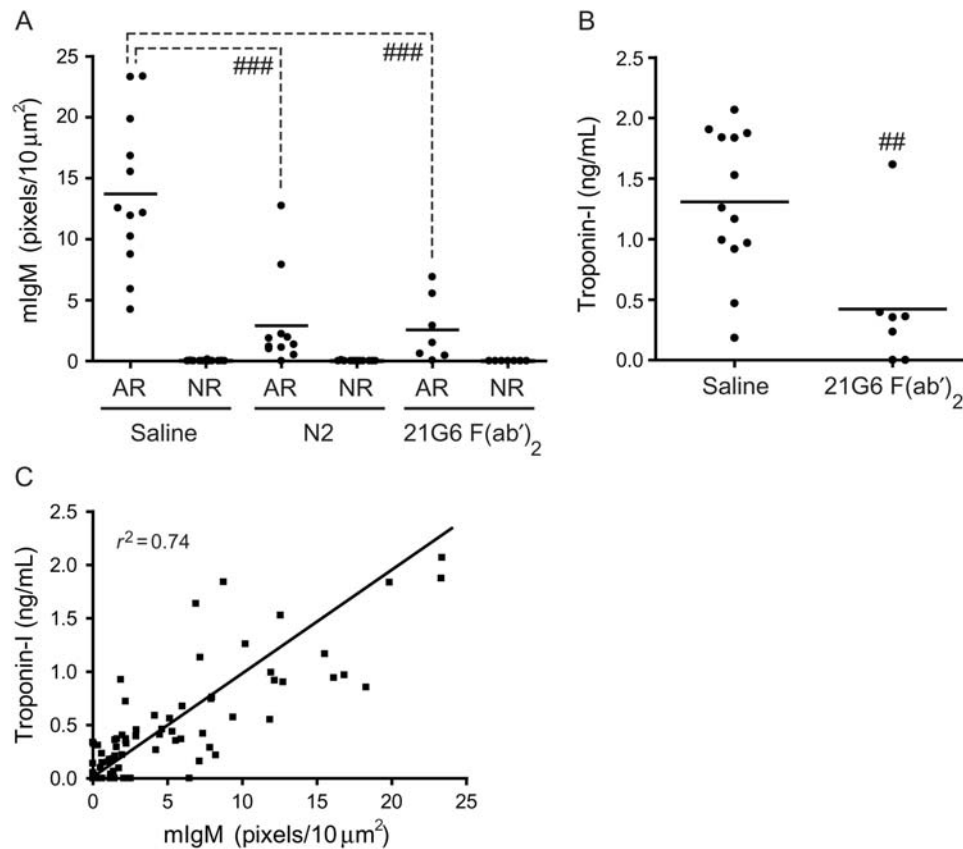 A
mIgM (pixels/10 μm²)
25
20
15
10
5
0
###
###
AR NR AR NR AR NR
Saline N2 21G6 F(ab′)₂
B
Troponin-I (ng/mL)
2.5
2.0
1.5
1.0
0.5
0.0
##
Saline 21G6 F(ab′)₂
C
Troponin-I (ng/mL)
2.5
2.0
1.5
1.0
0.5
0.0
r² = 0.74
0 5 10 15 20 25
mIgM (pixels/10 μm²)